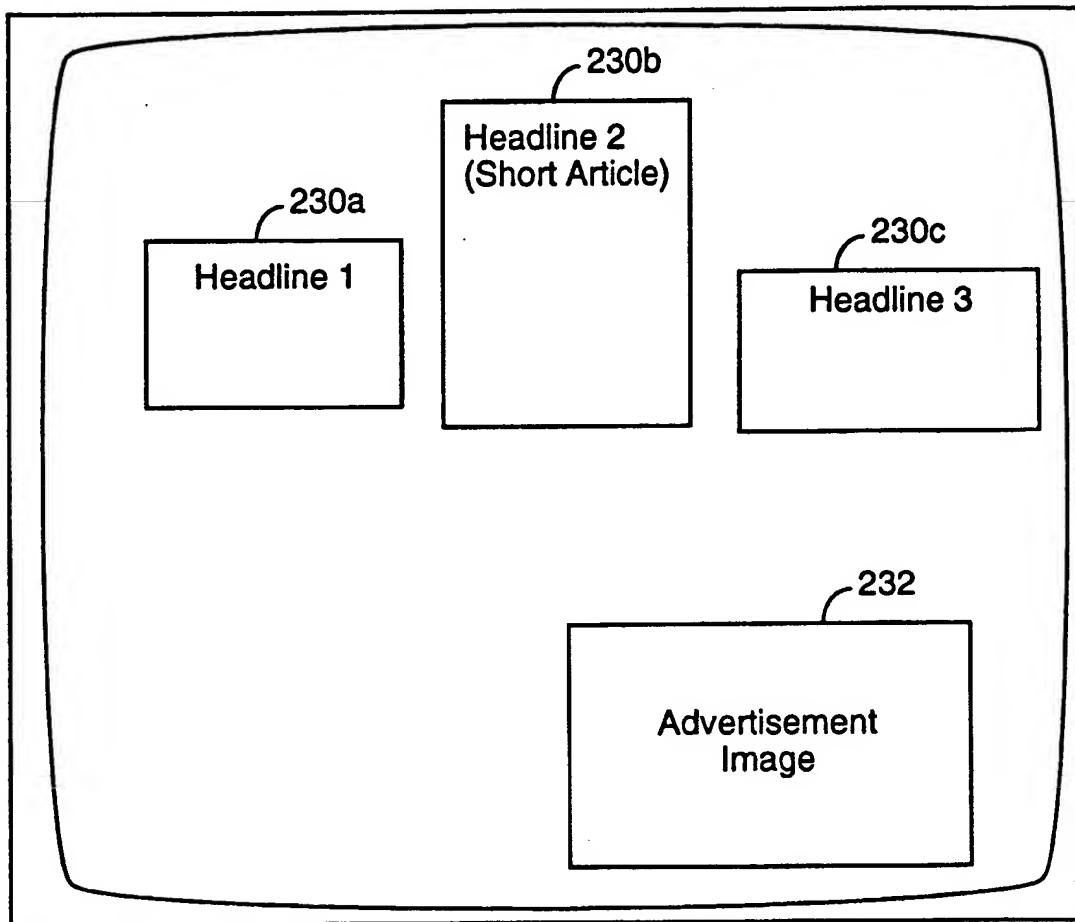 230b
Headline 2
(Short Article)
230a
Headline 1
230c
Headline 3
232
Advertisement
Image